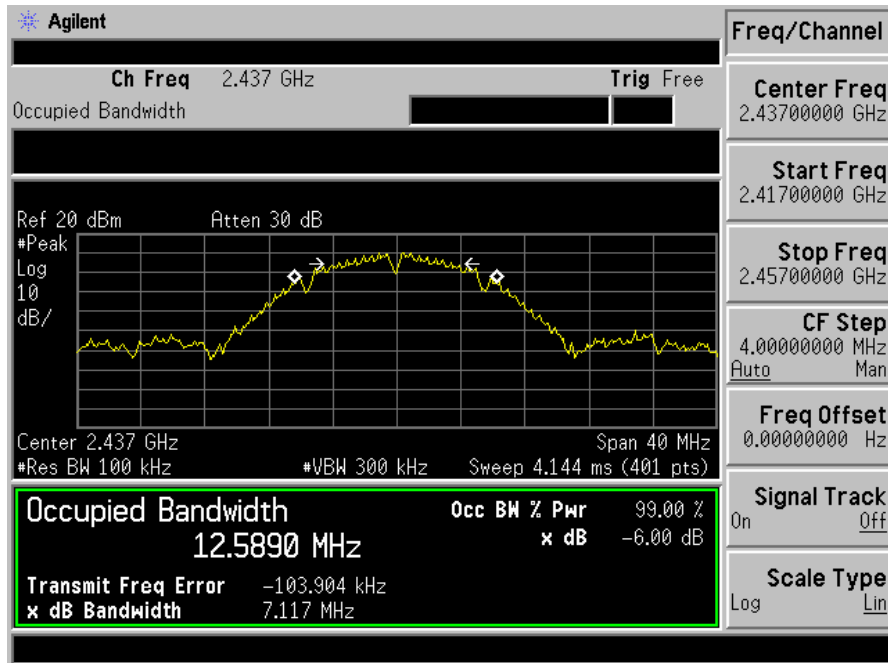 Agilent
Ch Freq 2.437 GHz Trig Free
Occupied Bandwidth
Ref 20 dBm Atten 30 dB
#Peak
Log
10
dB/
Center 2.437 GHz Span 40 MHz
#Res BW 100 kHz #VBW 300 kHz Sweep 4.144 ms (401 pts)
Occupied Bandwidth
12.5890 MHz
Occ BW % Pwr 99.00 %
x dB -6.00 dB
Transmit Freq Error -103.904 kHz
x dB Bandwidth 7.117 MHz
Freq/Channel
Center Freq
2.43700000 GHz
Start Freq
2.41700000 GHz
Stop Freq
2.45700000 GHz
CF Step
4.00000000 MHz
Auto Man
Freq Offset
0.00000000 Hz
Signal Track
On Off
Scale Type
Log Lin